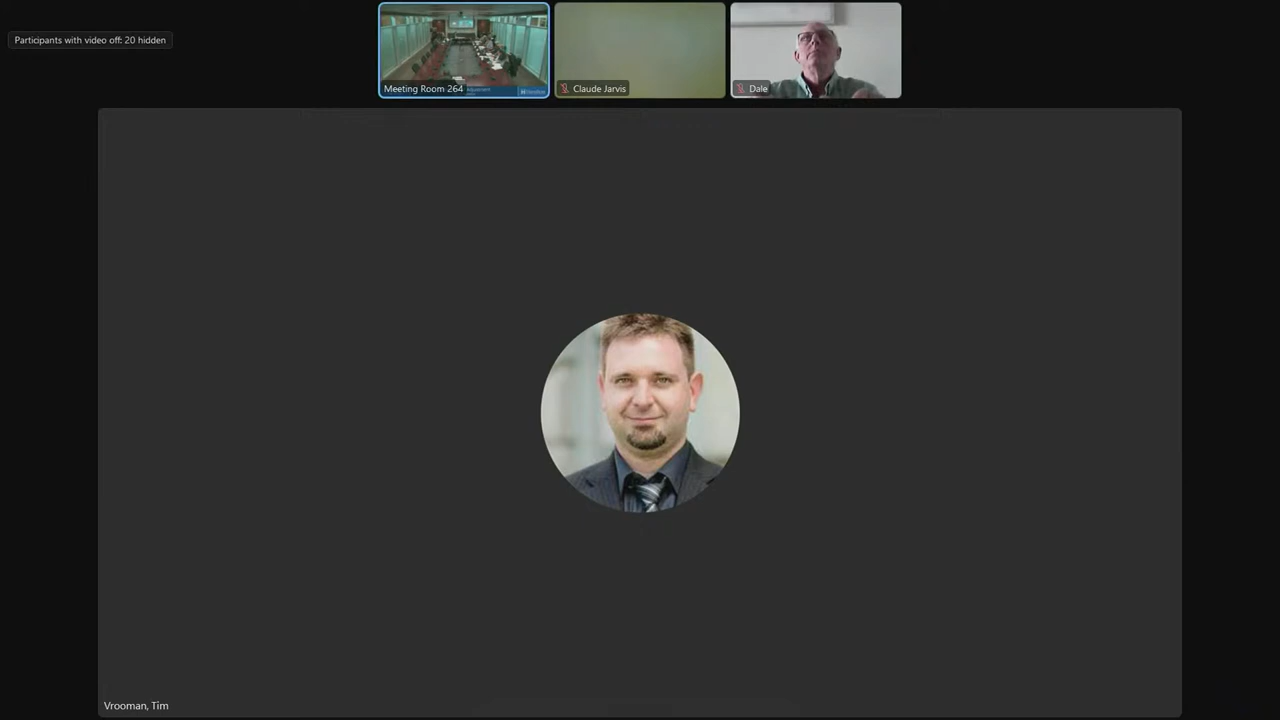 Participants with video off: 20 hidden
Meeting Room 264
Claude Jarvis
Dale
Vrooman, Tim